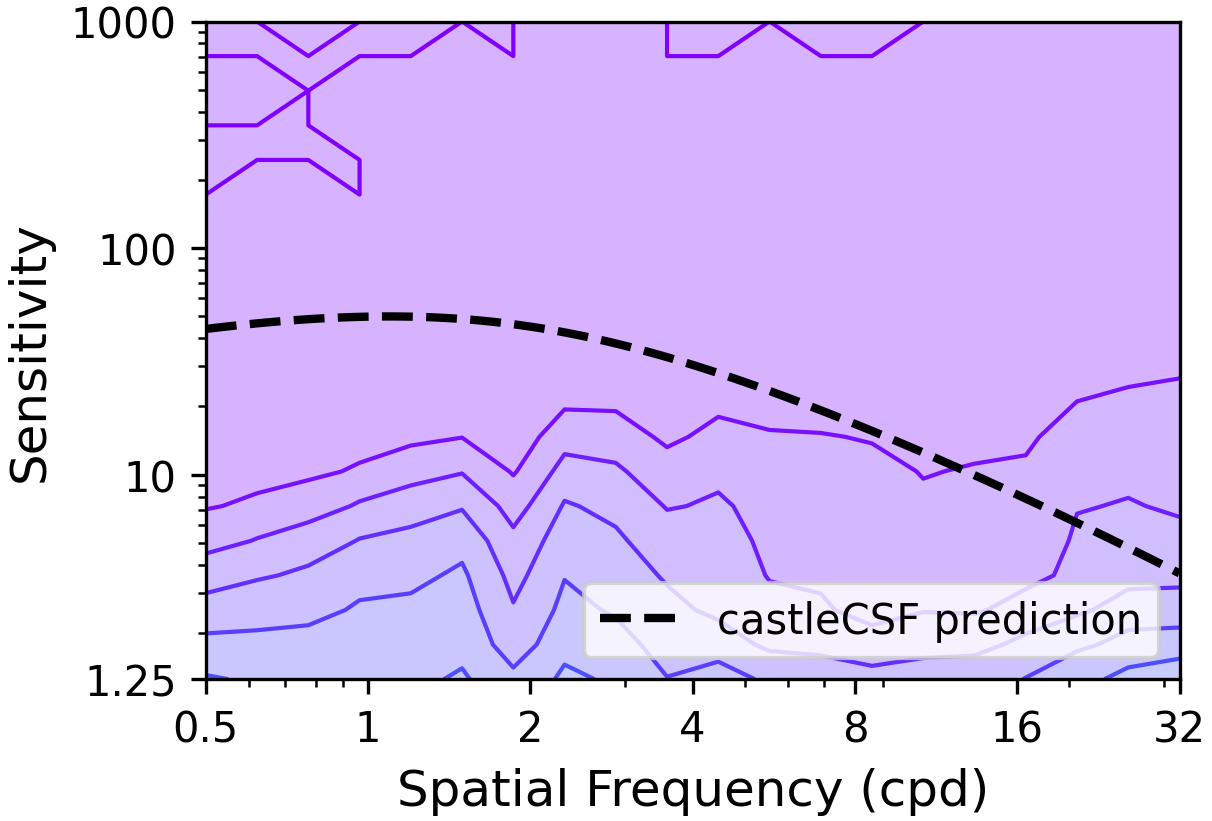 1000
100
10
1.25
Sensitivity
castleCSF prediction
0.5 1 2 4 8 16 32
Spatial Frequency (cpd)